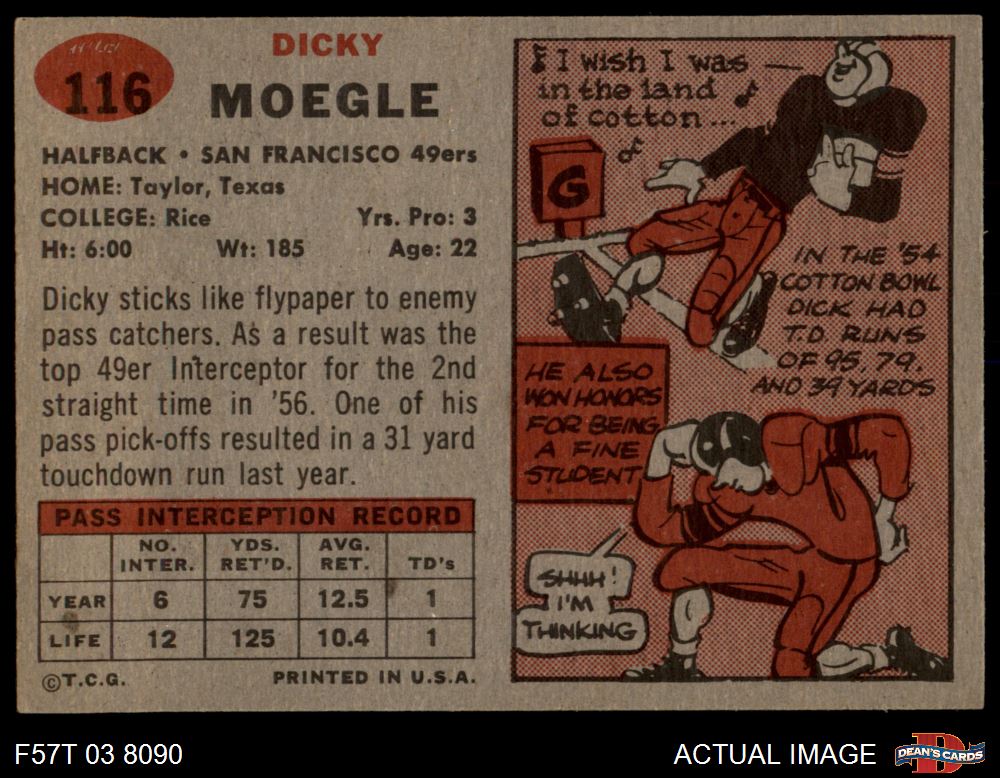 116
DICKY
MOEGLE
HALFBACK • SAN FRANCISCO 49ers
HOME: Taylor, Texas
COLLEGE: Rice Yrs. Pro: 3
Ht: 6:00 Wt: 185 Age: 22
Dicky sticks like flypaper to enemy
pass catchers. As a result was the
top 49er Interceptor for the 2nd
straight time in '56. One of his
pass pick-offs resulted in a 31 yard
touchdown run last year.
PASS INTERCEPTION RECORD
NO. INTER. YDS. RET'D. AVG. RET. TD's
YEAR 6 75 12.5 1
LIFE 12 125 10.4 1
©T.C.G. PRINTED IN U.S.A.
I WISH I was —
in the land
of cotton...
G
IN THE '54
COTTON BOWL
DICK HAD
T.D. RUNS
OF 95, 79,
AND 34 YARDS
HE ALSO
WON HONORS
FOR BEING
A FINE
STUDENT
SHHH!
I'M
THINKING
F57T 03 8090
ACTUAL IMAGE
DEAN'S CARDS